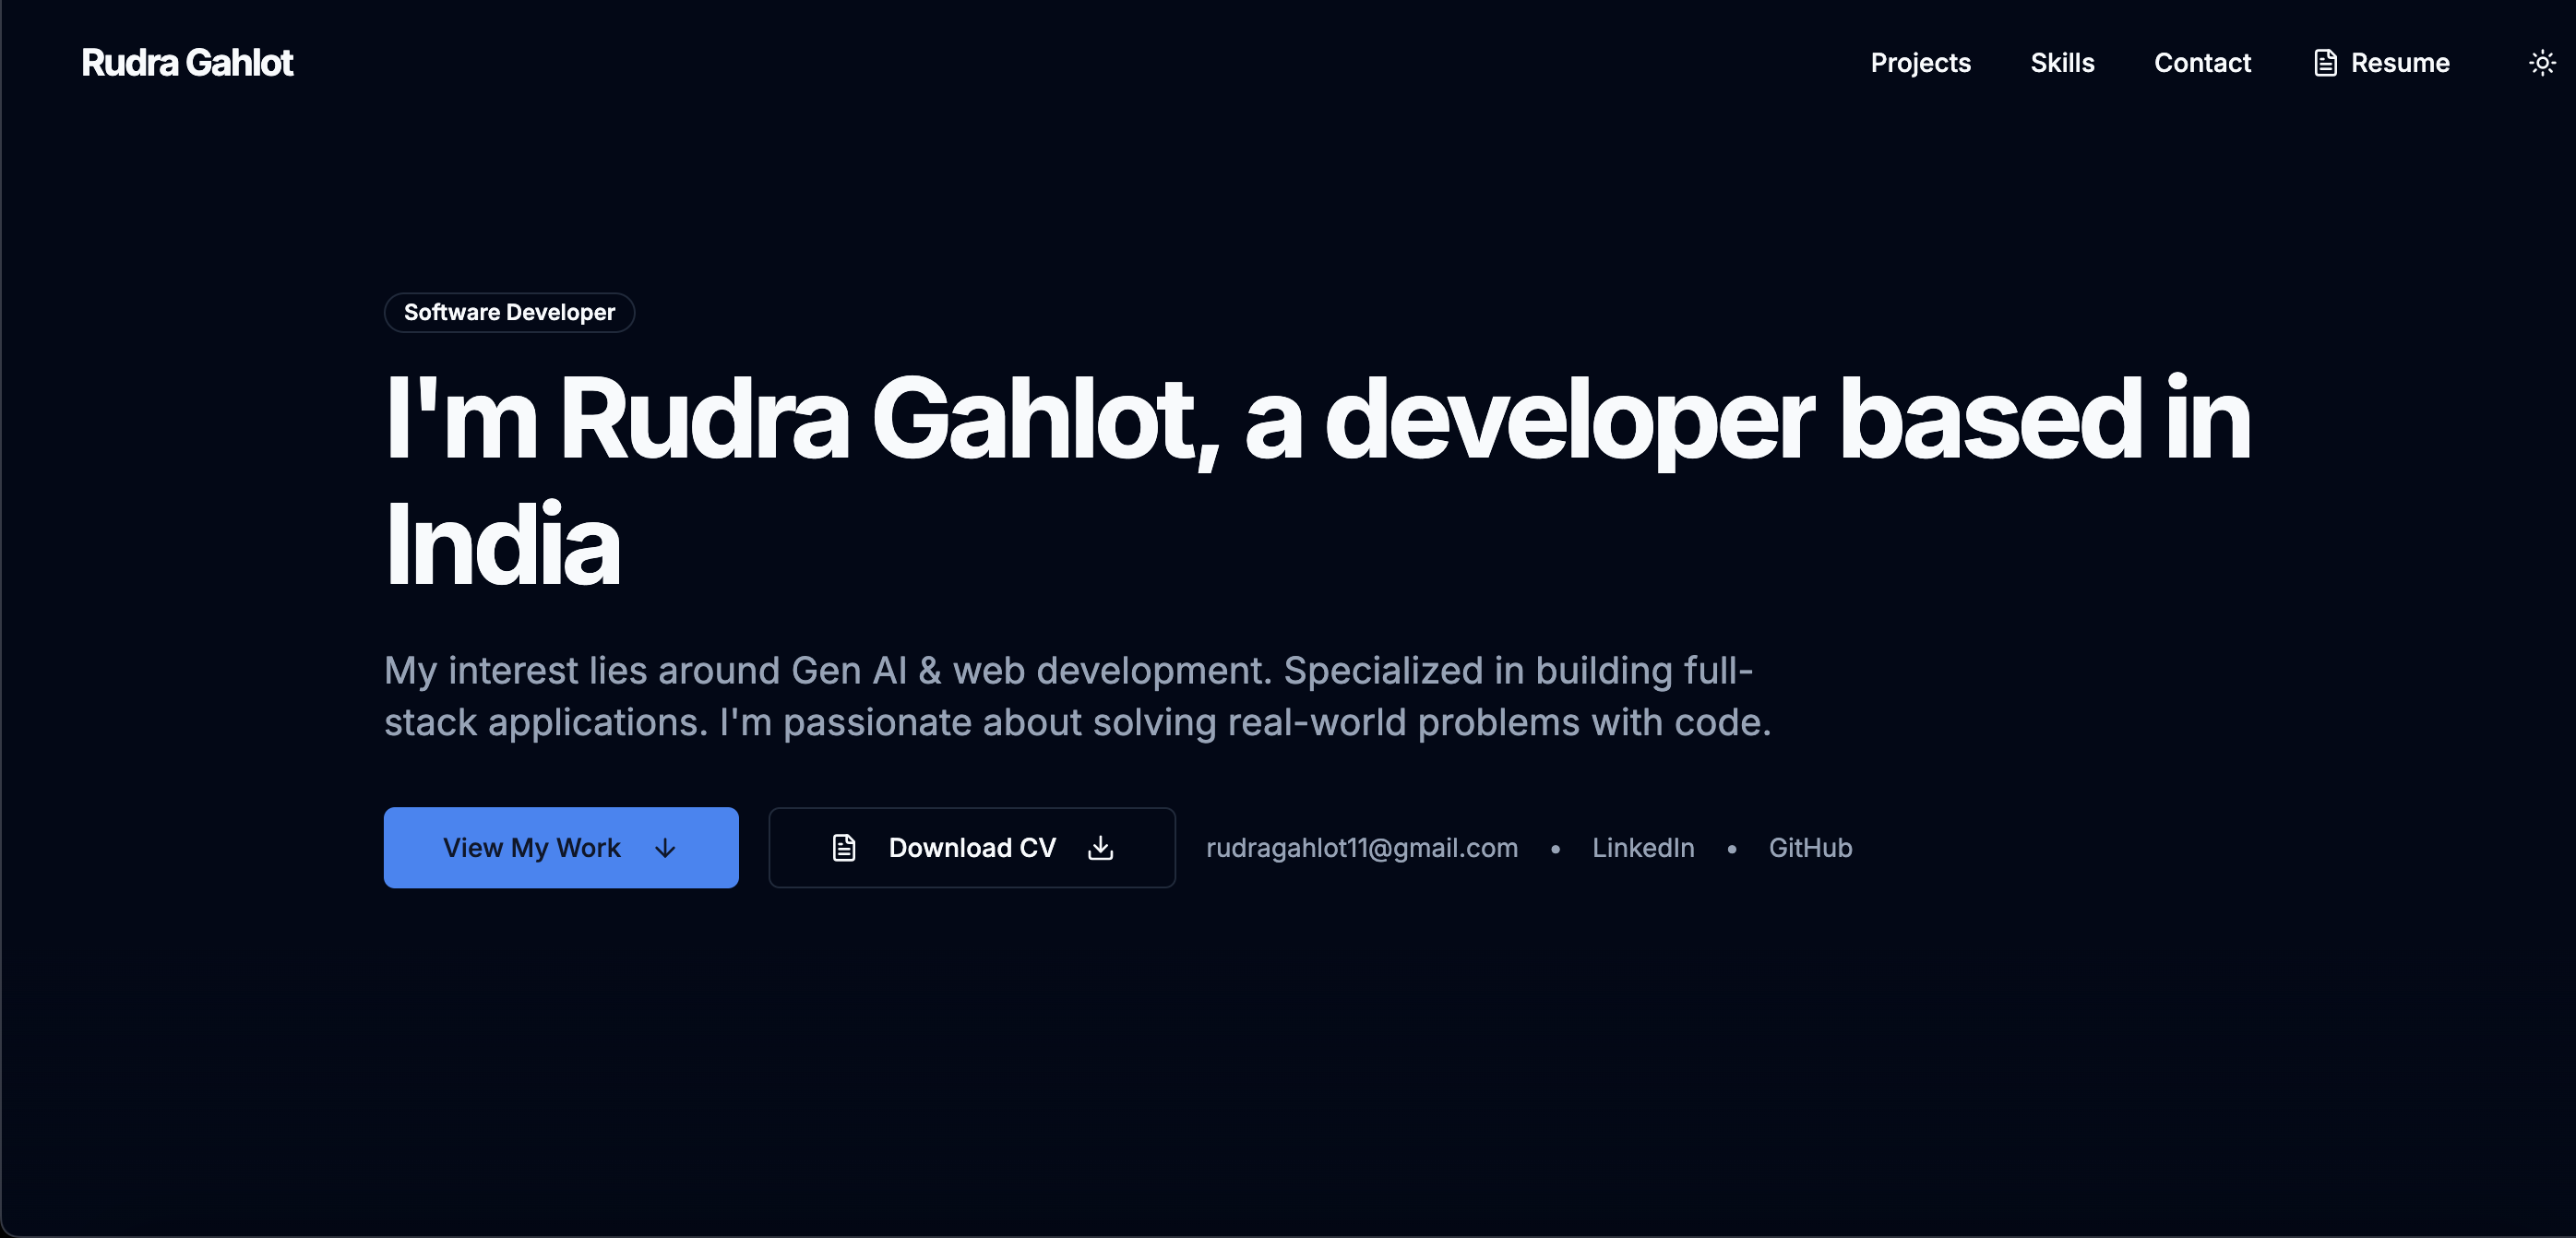 Rudra Gahlot
Projects Skills Contact Resume
Software Developer
I'm Rudra Gahlot, a developer based in
India
My interest lies around Gen AI & web development. Specialized in building full-
stack applications. I'm passionate about solving real-world problems with code.
View My Work Download CV rudragahlot11@gmail.com • LinkedIn • GitHub